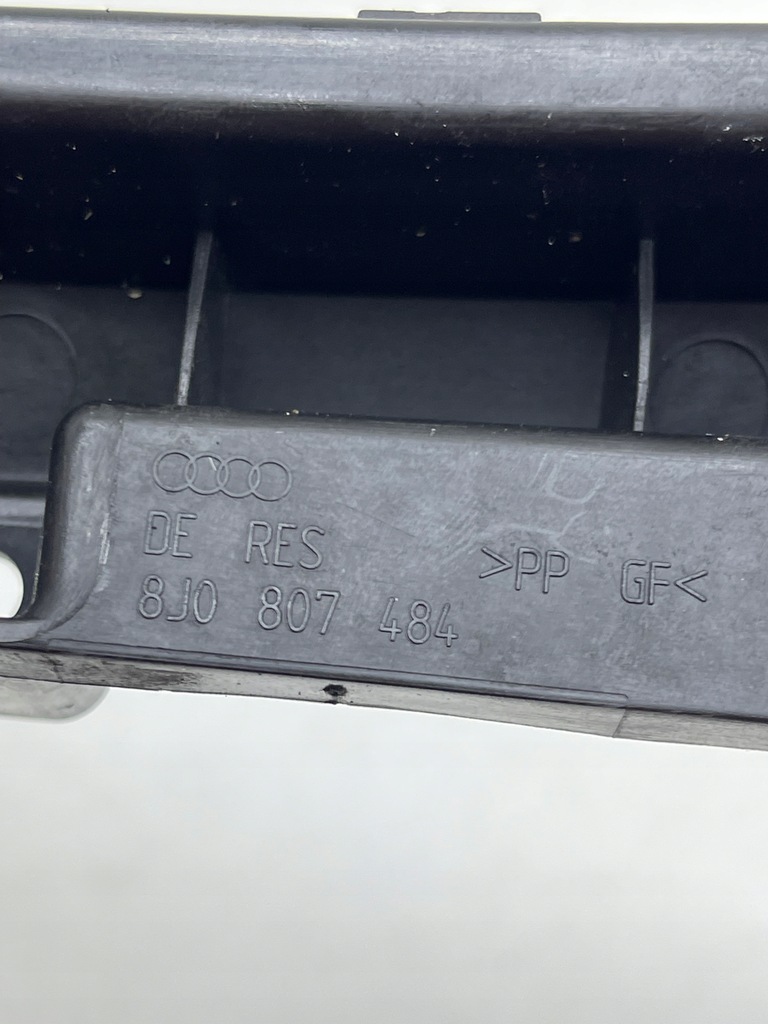 DE RES
8J0 807 484
>PP GF<